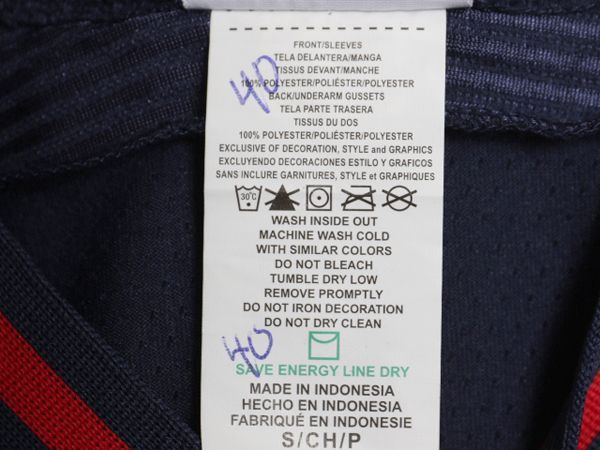 FRONT/SLEEVES
TELA DELANTERA/MANGA
TISSUS DEVANT/MANCHE
100% POLYESTER/POLIÉSTER/POLYESTER
BACK/UNDERARM GUSSETS
TELA PARTE TRASERA
TISSUS DU DOS
100% POLYESTER/POLIÉSTER/POLYESTER
EXCLUSIVE OF DECORATION, STYLE and GRAPHICS
EXCLUYENDO DECORACIONES ESTILO Y GRAFICOS
SANS INCLURE GARNITURES, STYLE et GRAPHIQUES
40
30°C
WASH INSIDE OUT
MACHINE WASH COLD
WITH SIMILAR COLORS
DO NOT BLEACH
TUMBLE DRY LOW
REMOVE PROMPTLY
DO NOT IRON DECORATION
DO NOT DRY CLEAN
40
SAVE ENERGY LINE DRY
MADE IN INDONESIA
HECHO EN INDONESIA
FABRIQUÉ EN INDONESIE
S/CH/P